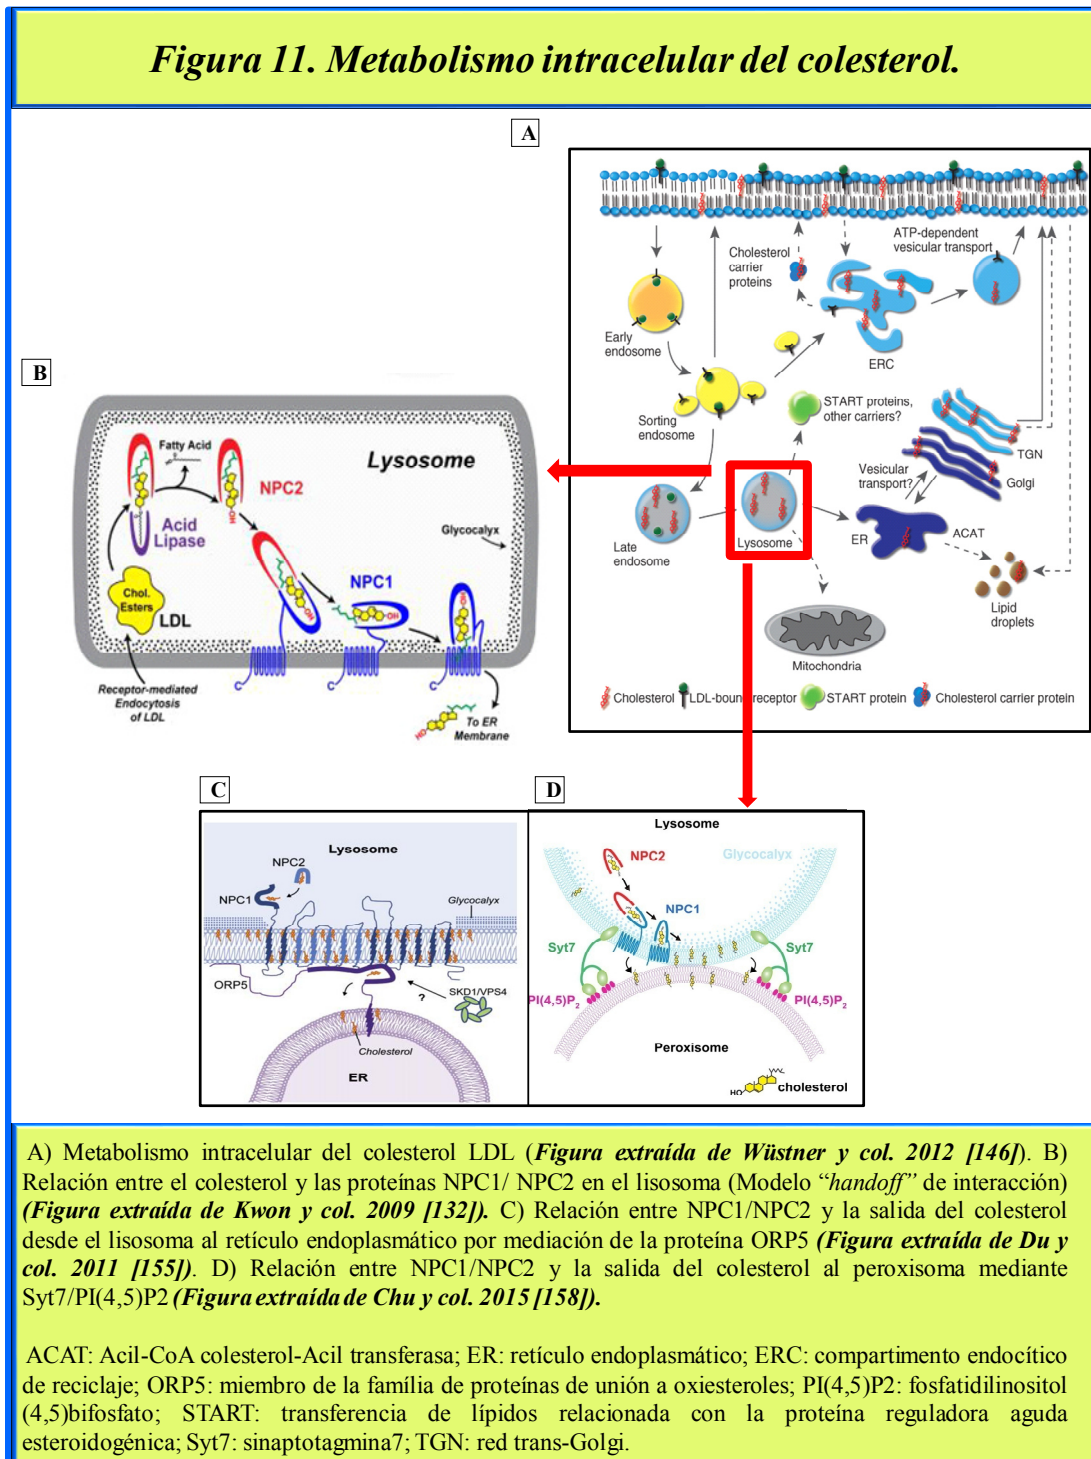 Figura 11. Metabolismo intracelular del colesterol.
A
Cholesterol
carrier
proteins
ATP-dependent
vesicular transport
Early
endosome
ERC
Sorting
endosome
START proteins,
other carriers?
TGN
Vesicular
transport?
Golgi
Late
endosome
Lysosome
ER
ACAT
Lipid
droplets
Mitochondria
Cholesterol
LDL-bound receptor
START protein
Cholesterol carrier protein
B
Fatty Acid
Lysosome
NPC2
Acid
Lipase
Glycocalyx
NPC1
Chol.
Esters
LDL
OH
HO
OH
HO
C
C
C
Receptor-mediated
Endocytosis
of LDL
HO
To ER
Membrane
C
Lysosome
NPC2
NPC1
Glycocalyx
ORP5
?
SKD1/VPS4
Cholesterol
ER
D
Lysosome
NPC2
Glycocalyx
NPC1
Syt7
Syt7
PI(4,5)P2
PI(4,5)P2
Peroxisome
HO
cholesterol
A) Metabolismo intracelular del colesterol LDL (Figura extraída de Wüstner y col. 2012 [146]). B)
Relación entre el colesterol y las proteínas NPC1/ NPC2 en el lisosoma (Modelo “handoff” de interacción)
(Figura extraída de Kwon y col. 2009 [132]). C) Relación entre NPC1/NPC2 y la salida del colesterol
desde el lisosoma al retículo endoplasmático por mediación de la proteína ORP5 (Figura extraída de Du y
col. 2011 [155]). D) Relación entre NPC1/NPC2 y la salida del colesterol al peroxisoma mediante
Syt7/PI(4,5)P2 (Figura extraída de Chu y col. 2015 [158]).
ACAT: Acil-CoA colesterol-Acil transferasa; ER: retículo endoplasmático; ERC: compartimento endocítico
de reciclaje; ORP5: miembro de la família de proteínas de unión a oxiesteroles; PI(4,5)P2: fosfatidilinositol
(4,5)bifosfato; START: transferencia de lípidos relacionada con la proteína reguladora aguda
esteroidogénica; Syt7: sinaptotagmina7; TGN: red trans-Golgi.